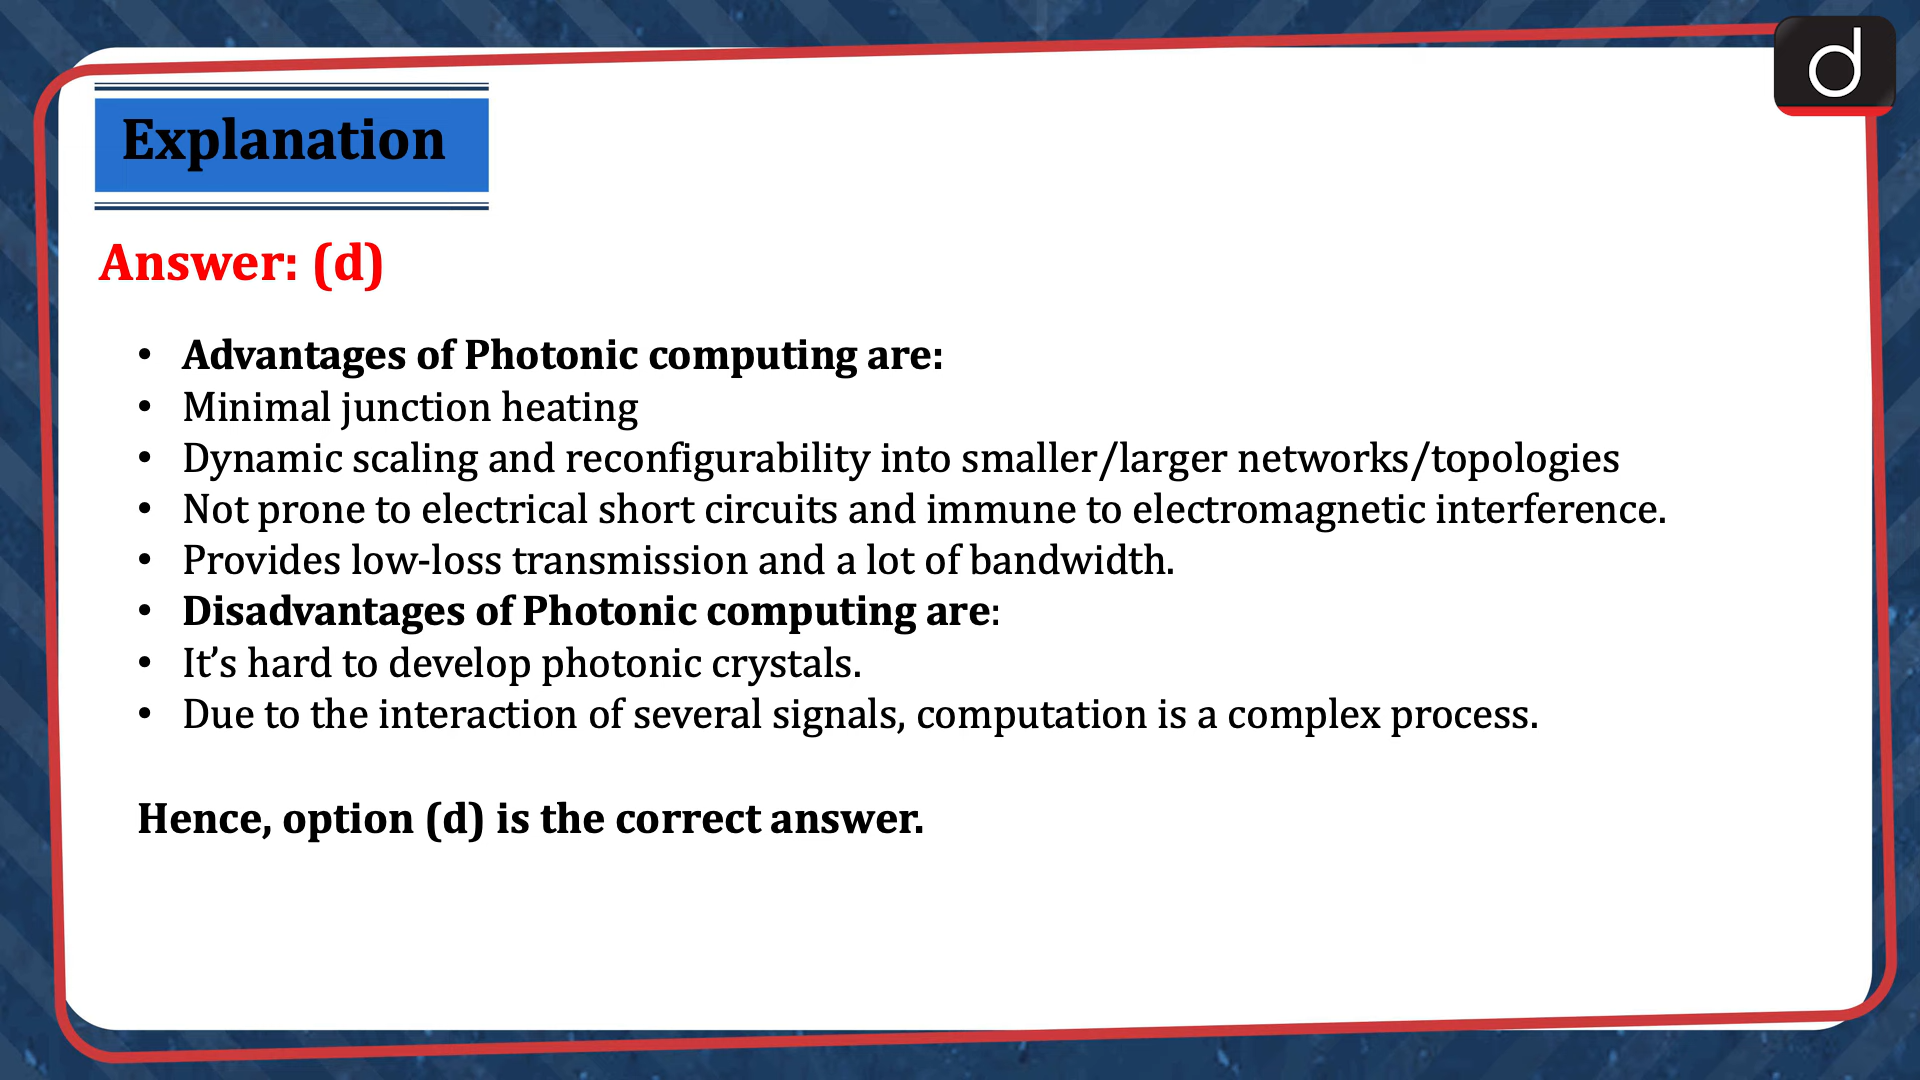 d
Explanation
Answer: (d)
• Advantages of Photonic computing are:
• Minimal junction heating
• Dynamic scaling and reconfigurability into smaller/larger networks/topologies
• Not prone to electrical short circuits and immune to electromagnetic interference.
• Provides low-loss transmission and a lot of bandwidth.
• Disadvantages of Photonic computing are:
• It’s hard to develop photonic crystals.
• Due to the interaction of several signals, computation is a complex process.
Hence, option (d) is the correct answer.